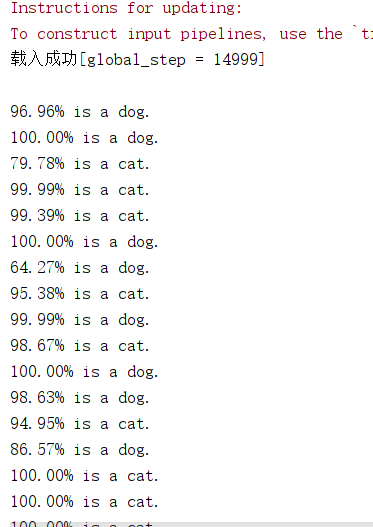 Instructions for updating:
To construct input pipelines, use the `
载入成功[global_step = 14999]
96.96% is a dog.
100.00% is a dog.
79.78% is a cat.
99.99% is a cat.
99.39% is a cat.
100.00% is a dog.
64.27% is a dog.
95.38% is a cat.
99.99% is a dog.
98.67% is a cat.
100.00% is a dog.
98.63% is a dog.
94.95% is a cat.
86.57% is a dog.
100.00% is a cat.
100.00% is a cat.
100.00% is a cat